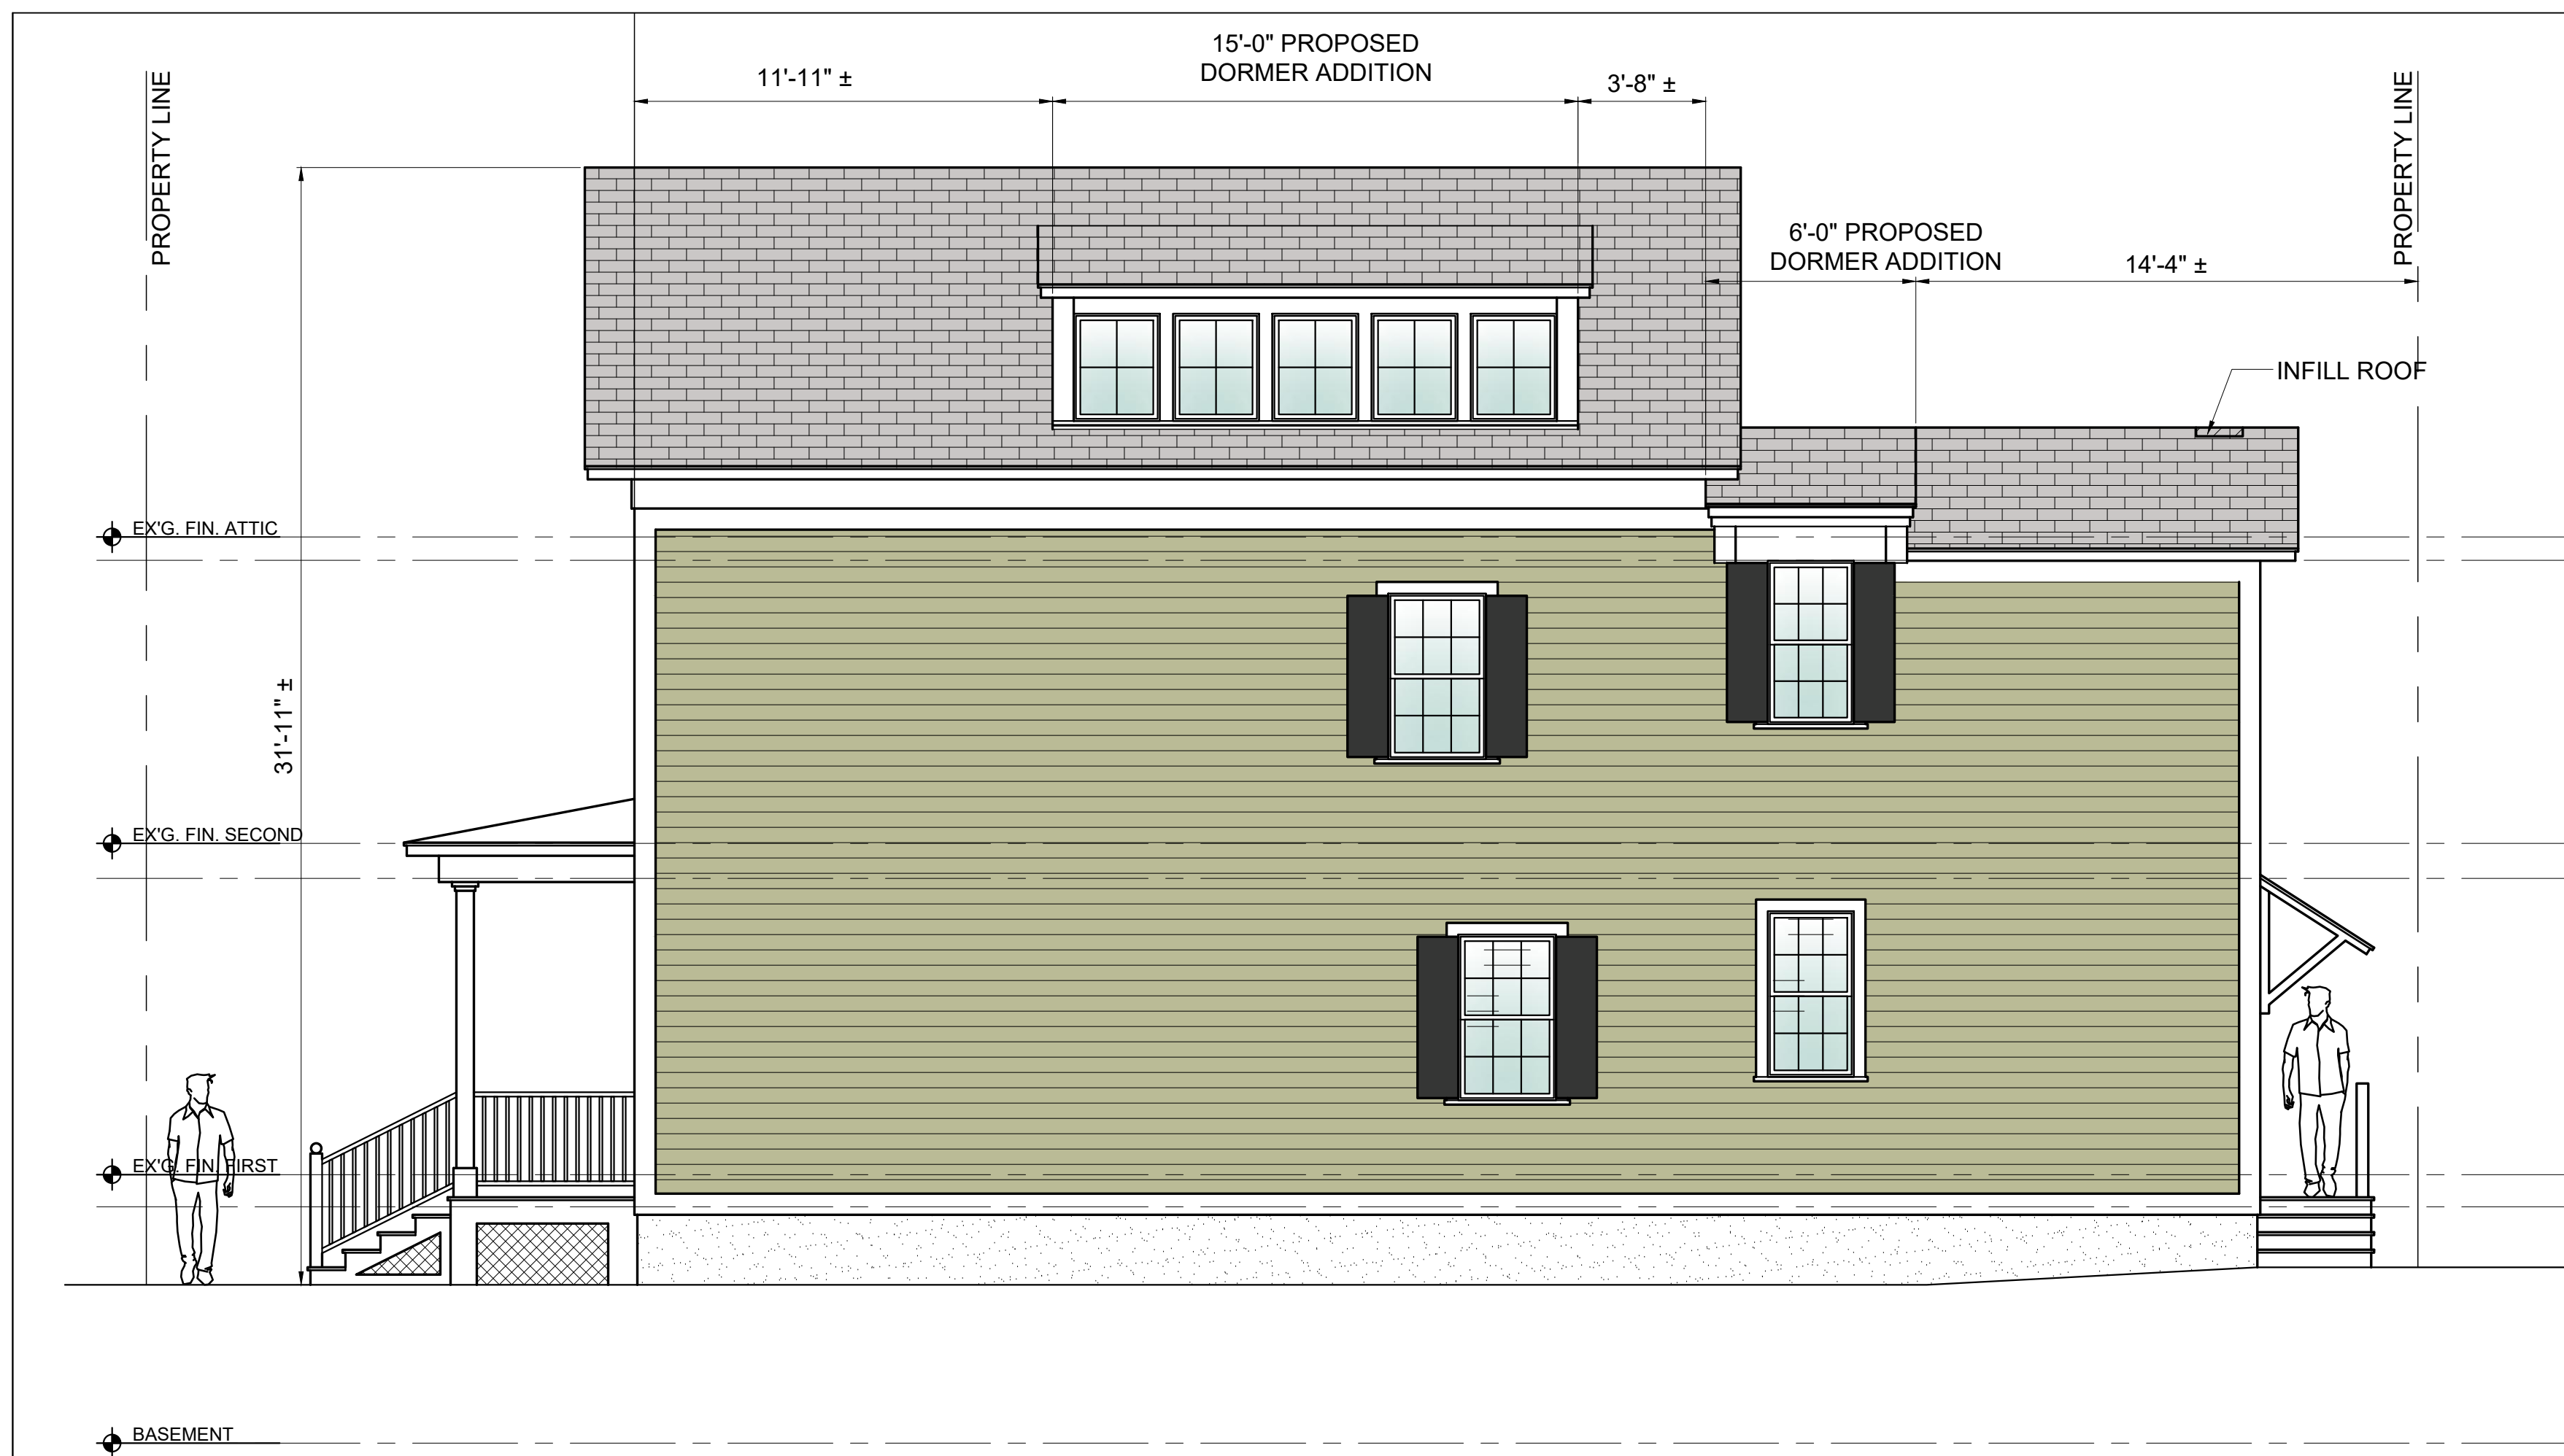 15'-0" PROPOSED
DORMER ADDITION
11'-11" ±
3'-8" ±
PROPERTY LINE
PROPERTY LINE
6'-0" PROPOSED
DORMER ADDITION
14'-4" ±
INFILL ROOF
EX'G. FIN. ATTIC
31'-11" ±
EX'G. FIN. SECOND
EX'G. FIN. FIRST
BASEMENT